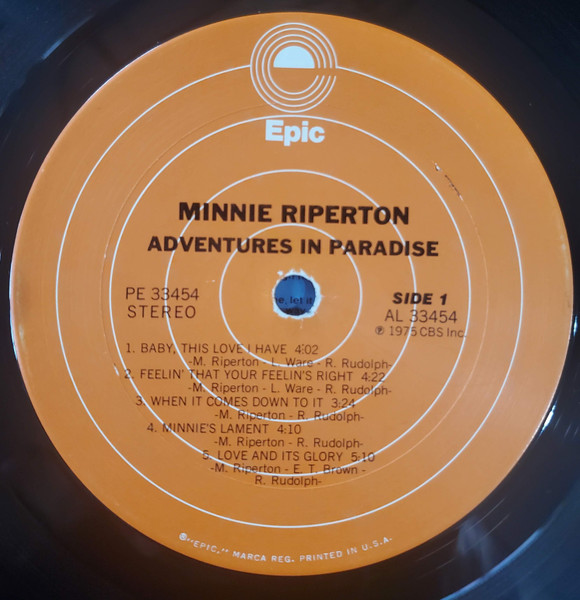 Epic
MINNIE RIPERTON
ADVENTURES IN PARADISE
PE 33454
STEREO
SIDE 1
AL 33454
℗ 1975 CBS Inc.
1. BABY, THIS LOVE I HAVE 4:02
-M. Riperton - L. Ware - R. Rudolph-
2. FEELIN' THAT YOUR FEELIN'S RIGHT 4:22
-M. Riperton - L. Ware - R. Rudolph-
3. WHEN IT COMES DOWN TO IT 3:24
-M. Riperton - R. Rudolph-
4. MINNIE'S LAMENT 4:10
-M. Riperton - R. Rudolph-
5. LOVE AND ITS GLORY 5:10
-M. Riperton - E. T. Brown -
R. Rudolph-
let it
"EPIC," MARCA REG. PRINTED IN U.S.A.